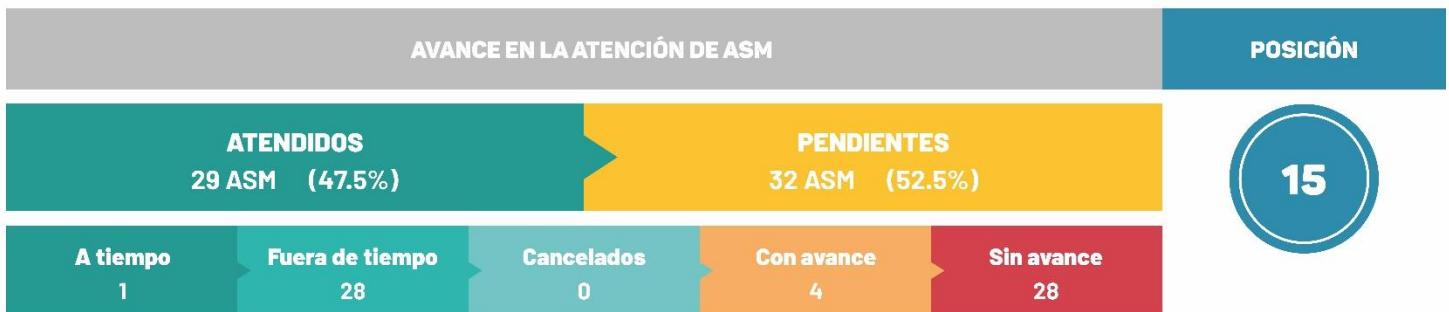 AVANCE EN LA ATENCIÓN DE ASM
POSICIÓN
ATENDIDOS
29 ASM (47.5%)
PENDIENTES
32 ASM (52.5%)
15
A tiempo
1
Fuera de tiempo
28
Cancelados
0
Con avance
4
Sin avance
28